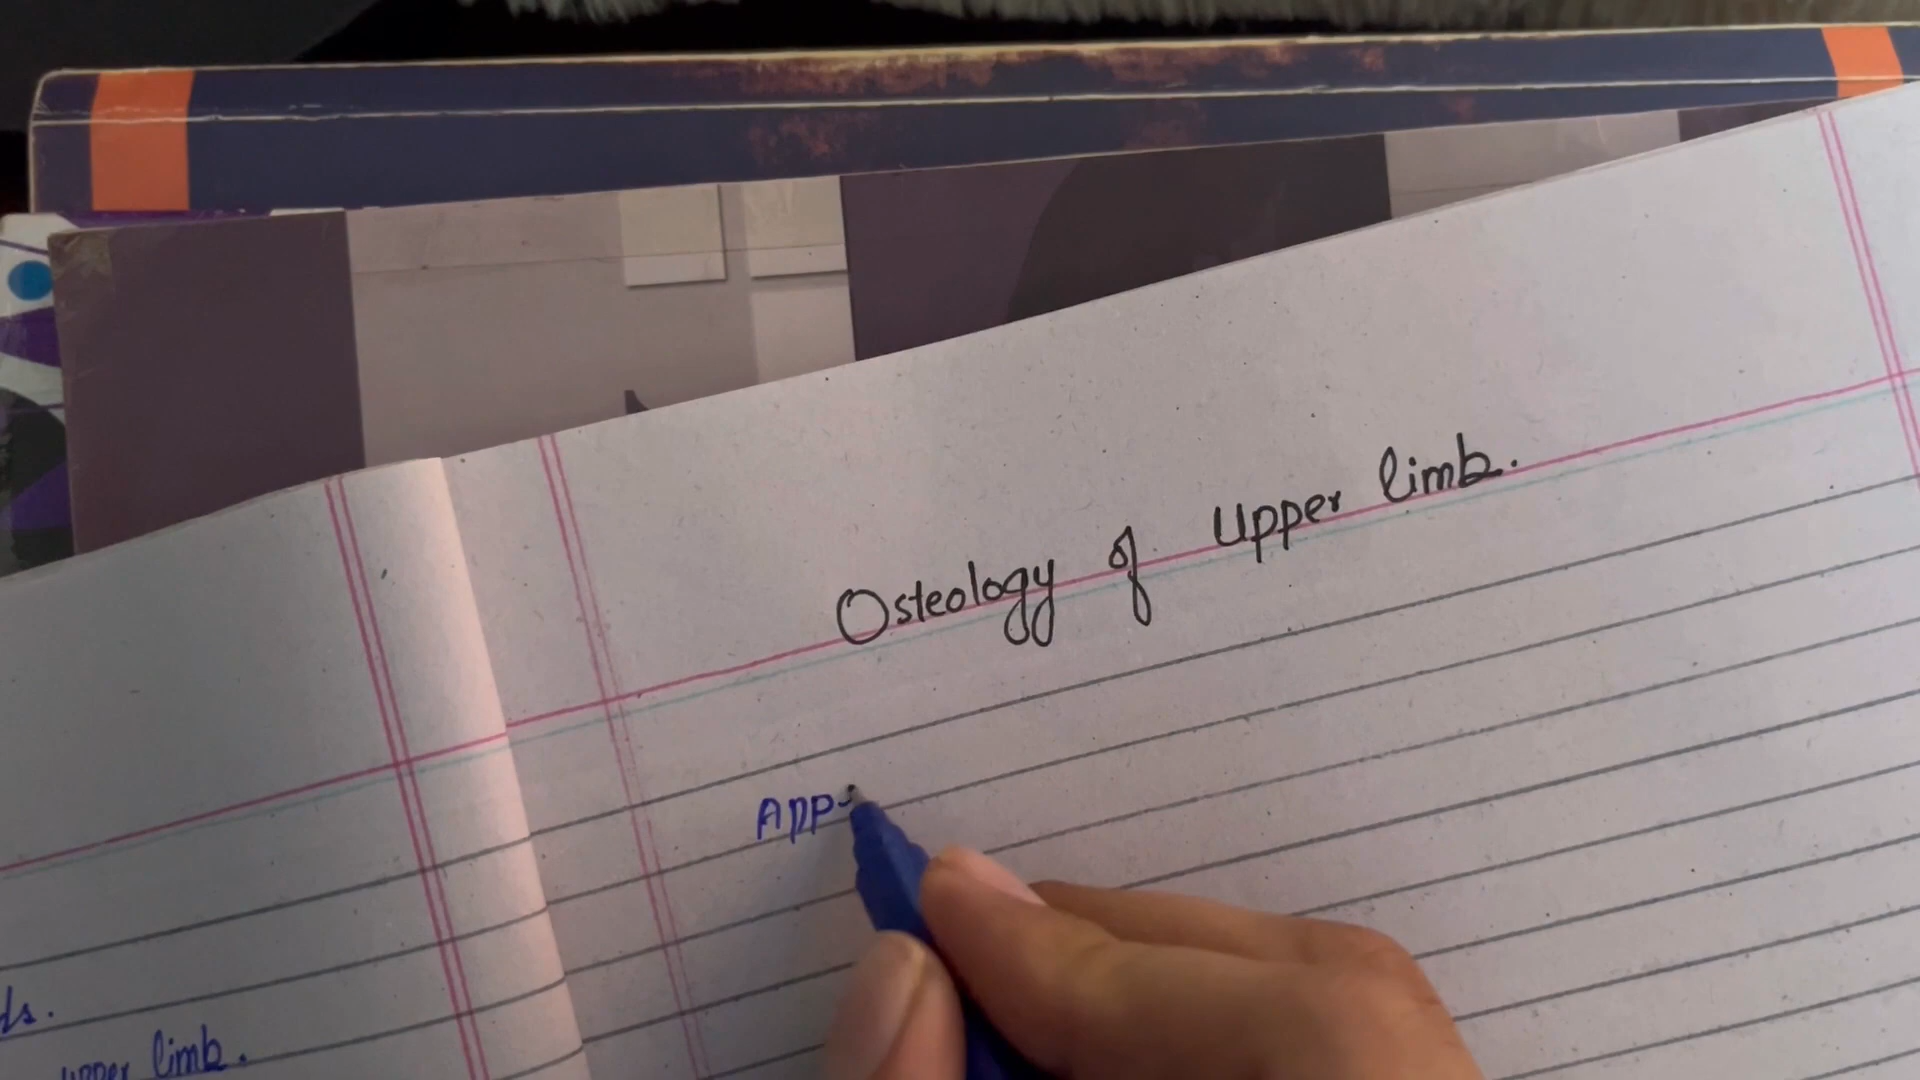 Osteology of Upper limb.
App
ds.
upper limb.